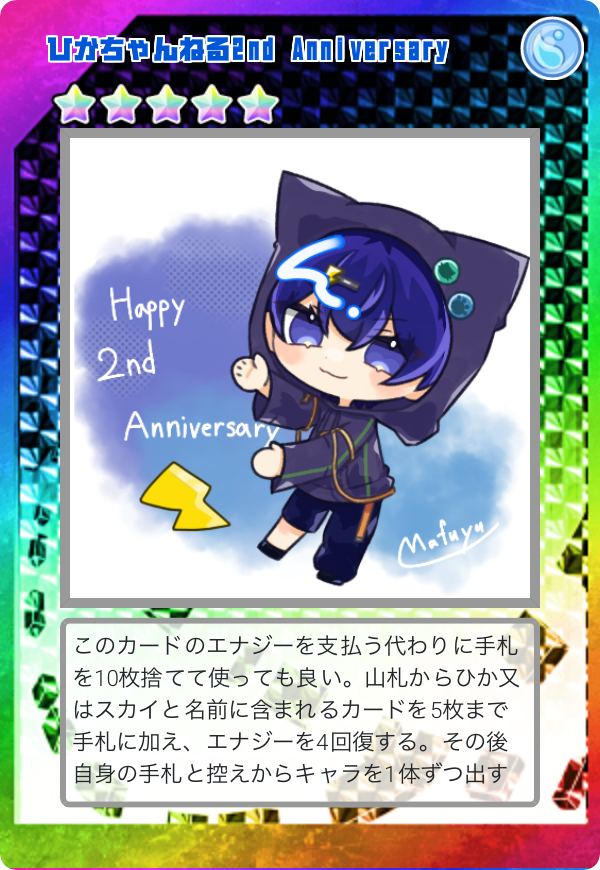 ひかちゃんねる2nd Anniversary
Happy
2nd
Anniversary
Mafuyu
このカードのエナジーを支払う代わりに手札
を10枚捨てて使っても良い。山札からひか又
はスカイと名前に含まれるカードを5枚まで
手札に加え、エナジーを4回復する。その後
自身の手札と控えからキャラを1体ずつ出す